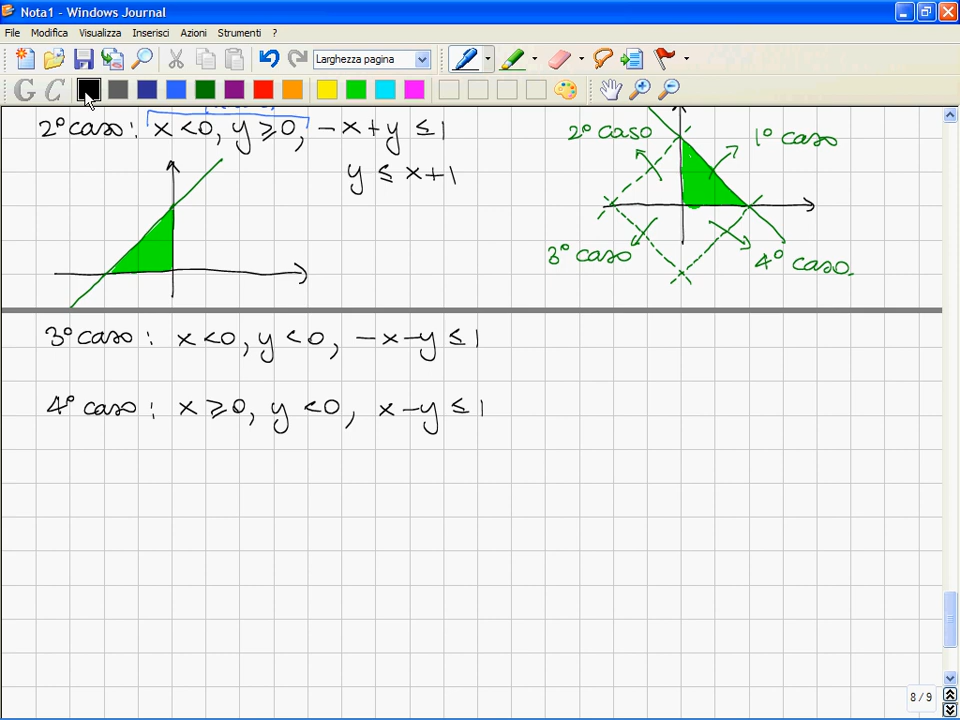 Nota1 - Windows Journal
File Modifica Visualizza Inserisci Azioni Strumenti ?
Larghezza pagina
G C
2° caso: x<0, y≥0, -x+y≤1
y≤x+1
2° caso
1° caso
3° caso
4° caso
3° caso: x<0, y<0, -x-y≤1
4° caso: x≥0, y<0, x-y≤1
8 / 9